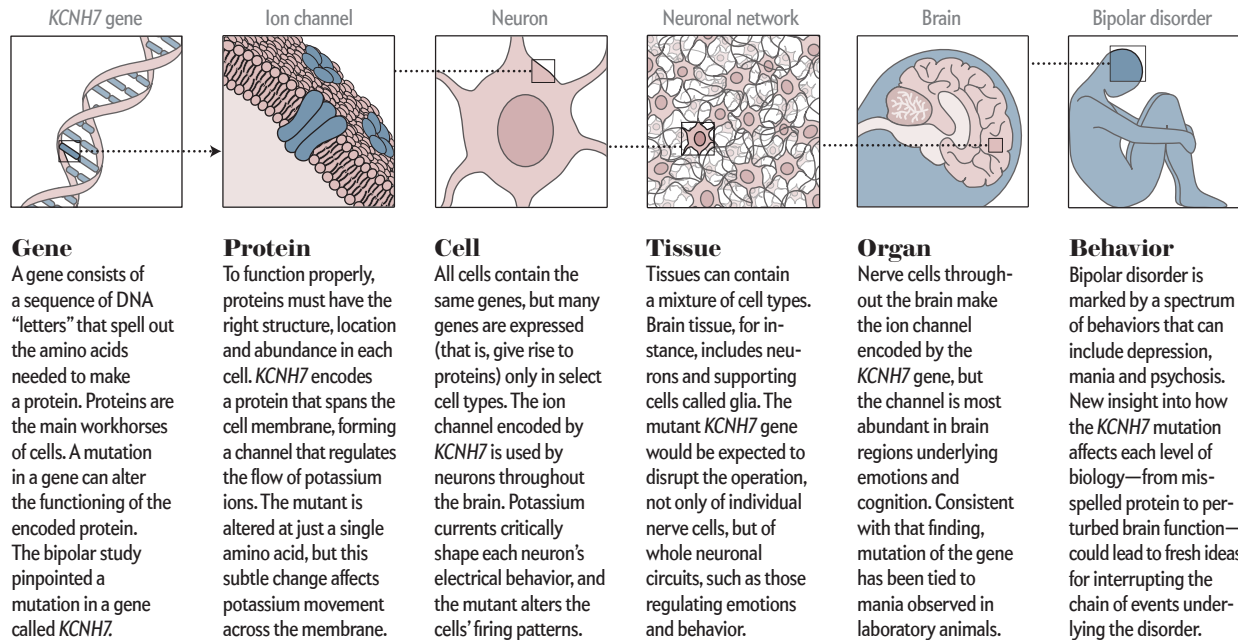 KCNH7 gene
Ion channel
Neuron
Neuronal network
Brain
Bipolar disorder
Gene
A gene consists of
a sequence of DNA
“letters” that spell out
the amino acids
needed to make
a protein. Proteins are
the main workhorses
of cells. A mutation
in a gene can alter
the functioning of the
encoded protein.
The bipolar study
pinpointed a
mutation in a gene
called KCNH7.
Protein
To function properly,
proteins must have the
right structure, location
and abundance in each
cell. KCNH7 encodes
a protein that spans the
cell membrane, forming
a channel that regulates
the flow of potassium
ions. The mutant is
altered at just a single
amino acid, but this
subtle change affects
potassium movement
across the membrane.
Cell
All cells contain the
same genes, but many
genes are expressed
(that is, give rise to
proteins) only in select
cell types. The ion
channel encoded by
KCNH7 is used by
neurons throughout
the brain. Potassium
currents critically
shape each neuron’s
electrical behavior, and
the mutant alters the
cells’ firing patterns.
Tissue
Tissues can contain
a mixture of cell types.
Brain tissue, for in-
stance, includes neu-
rons and supporting
cells called glia. The
mutant KCNH7 gene
would be expected to
disrupt the operation,
not only of individual
nerve cells, but of
whole neuronal
circuits, such as those
regulating emotions
and behavior.
Organ
Nerve cells through-
out the brain make
the ion channel
encoded by the
KCNH7 gene, but
the channel is most
abundant in brain
regions underlying
emotions and
cognition. Consistent
with that finding,
mutation of the gene
has been tied to
mania observed in
laboratory animals.
Behavior
Bipolar disorder is
marked by a spectrum
of behaviors that can
include depression,
mania and psychosis.
New insight into how
the KCNH7 mutation
affects each level of
biology—from mis-
spelled protein to per-
turbed brain function—
could lead to fresh ideas
for interrupting the
chain of events under-
lying the disorder.